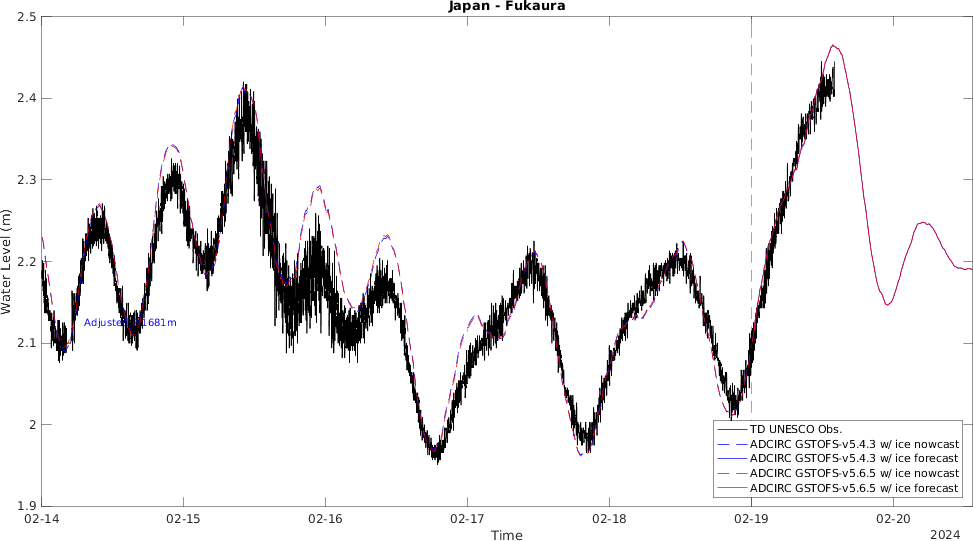 Japan - Fukaura
2.5
2.4
2.3
2.2
2.1
2
1.9
Water Level (m)
02-14
02-15
02-16
02-17
02-18
02-19
02-20
Time
2024
TD UNESCO Obs.
ADCIRC GSTOFS-v5.4.3 w/ ice nowcast
ADCIRC GSTOFS-v5.4.3 w/ ice forecast
ADCIRC GSTOFS-v5.6.5 w/ ice nowcast
ADCIRC GSTOFS-v5.6.5 w/ ice forecast